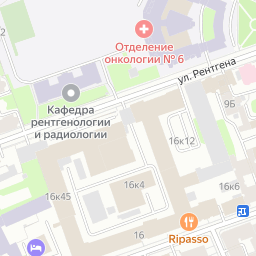 Отделение
онкологии № 6
ул. Рентгена
Кафедра
рентгенологии
и радиологии
9Б
16к12
16к4
16к6
16к45
16
Ripasso